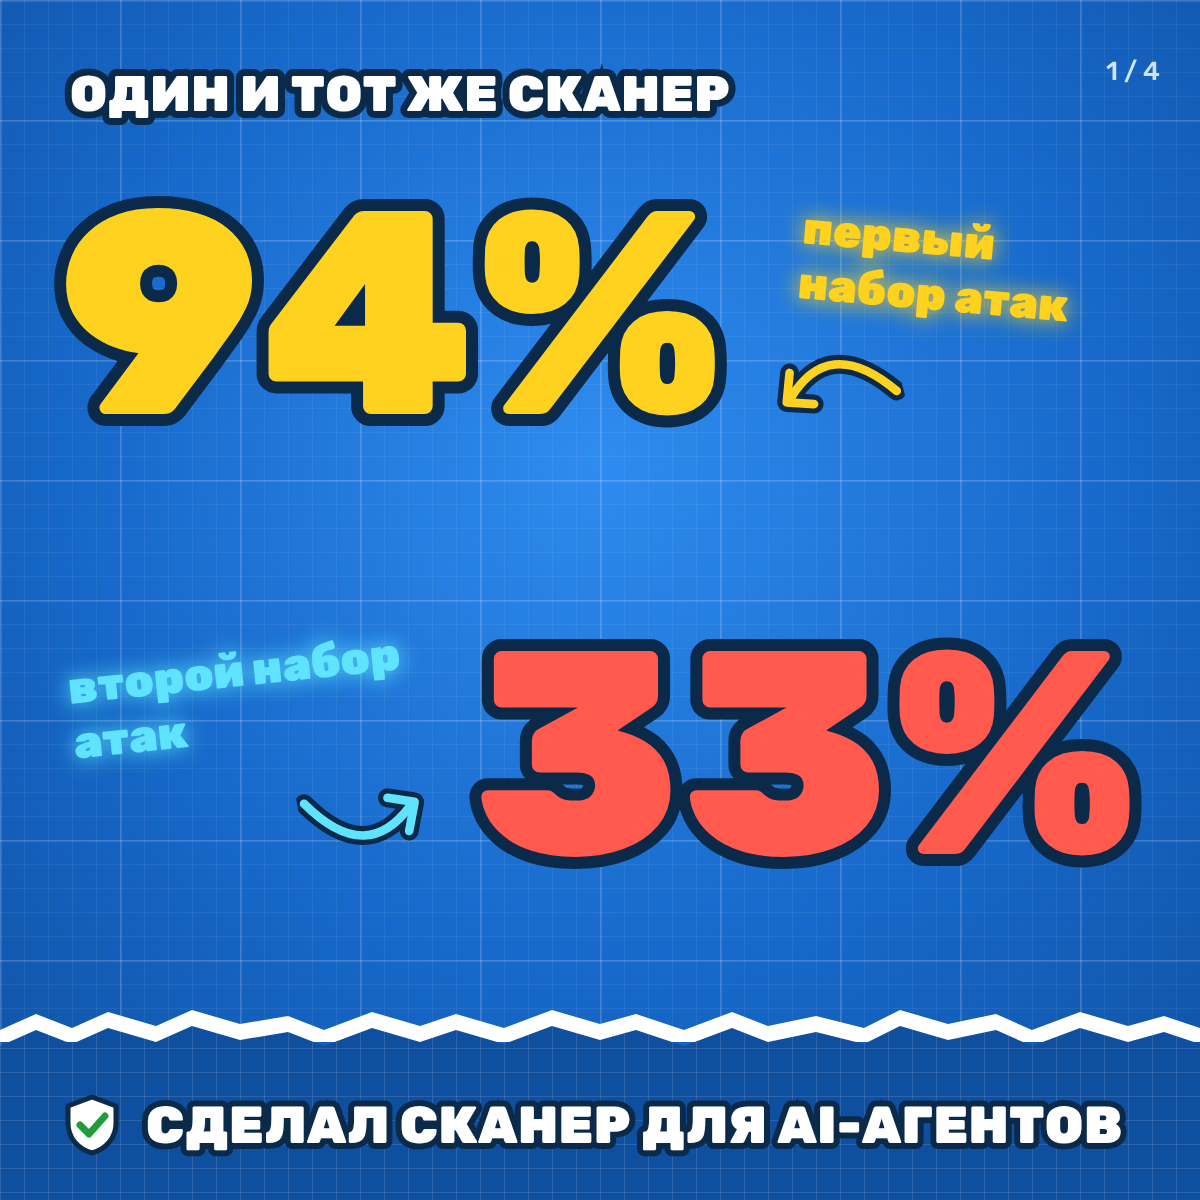 ОДИН И ТОТ ЖЕ СКАНЕР
1 / 4
94%
первый
набор атак
второй набор
атак
33%
СДЕЛАЛ СКАНЕР ДЛЯ AI-АГЕНТОВ